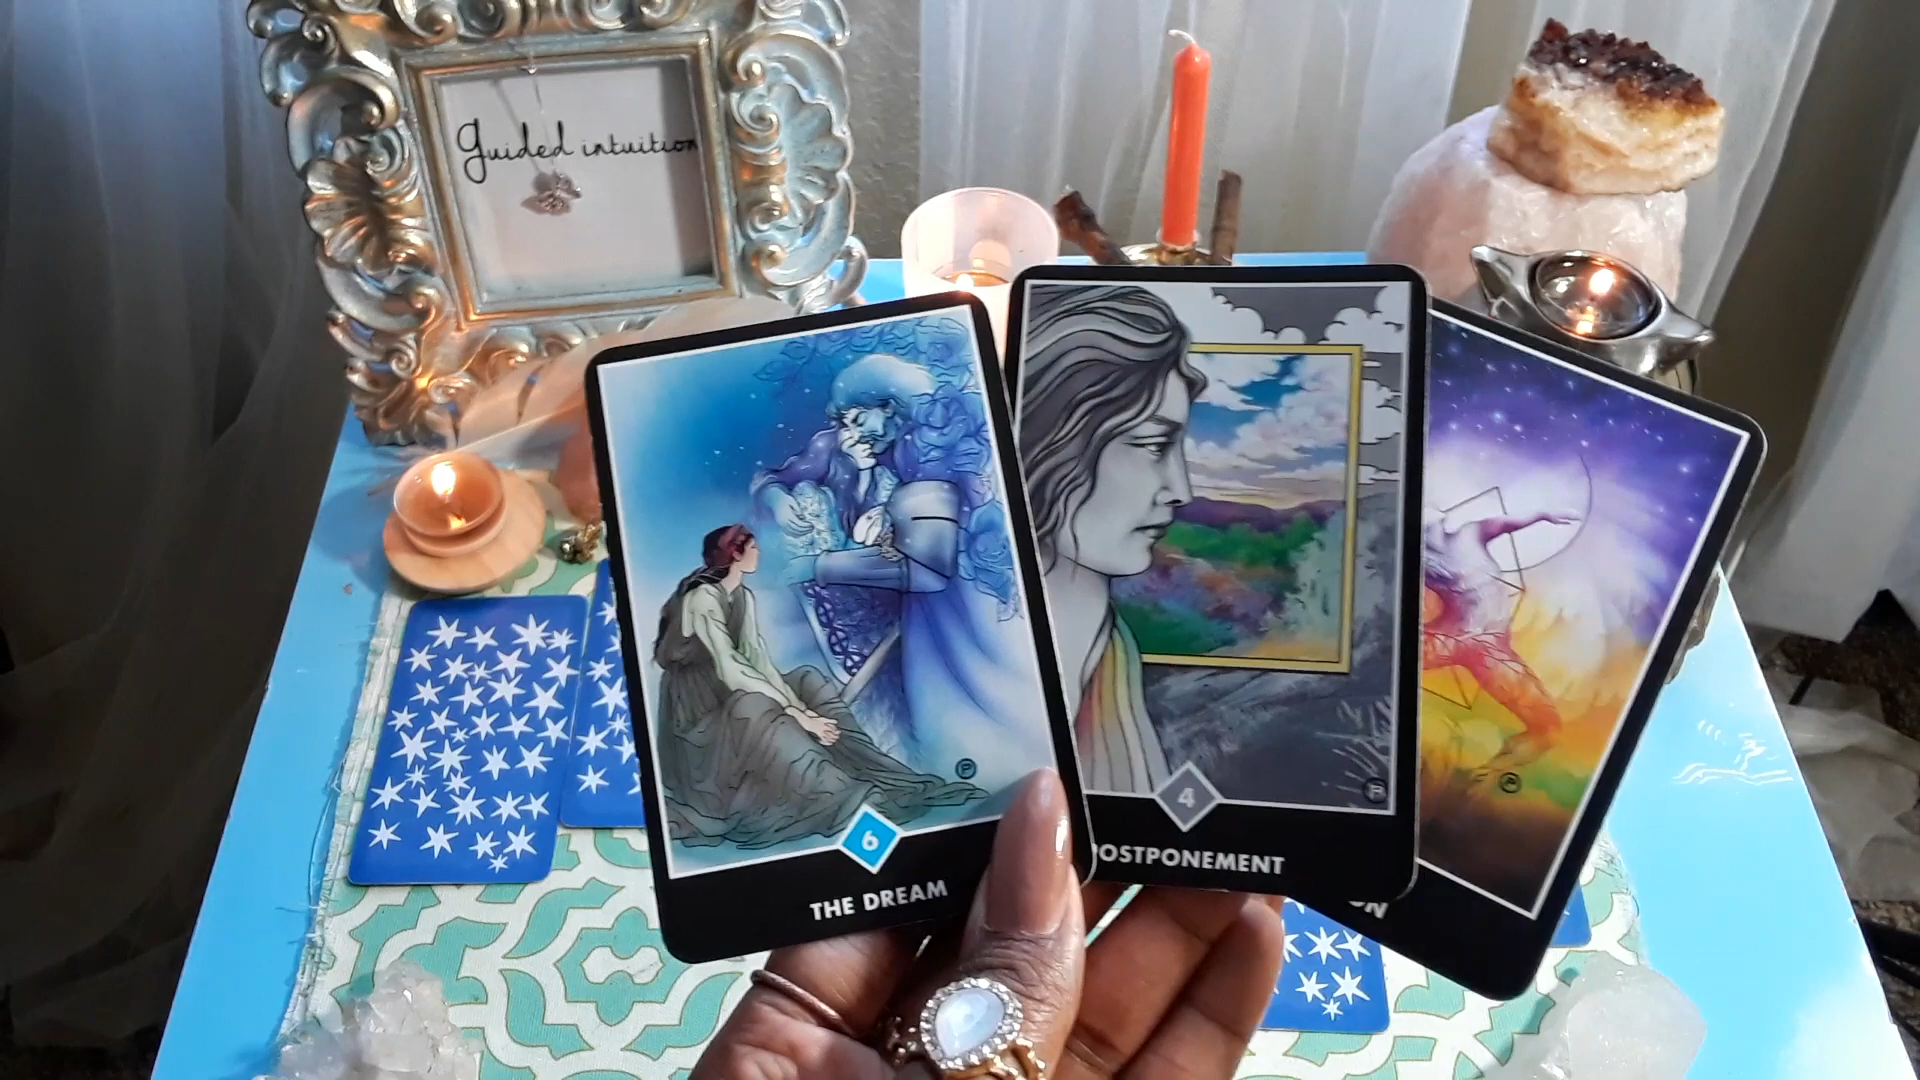 Guided intuition
6
THE DREAM
4
POSTPONEMENT